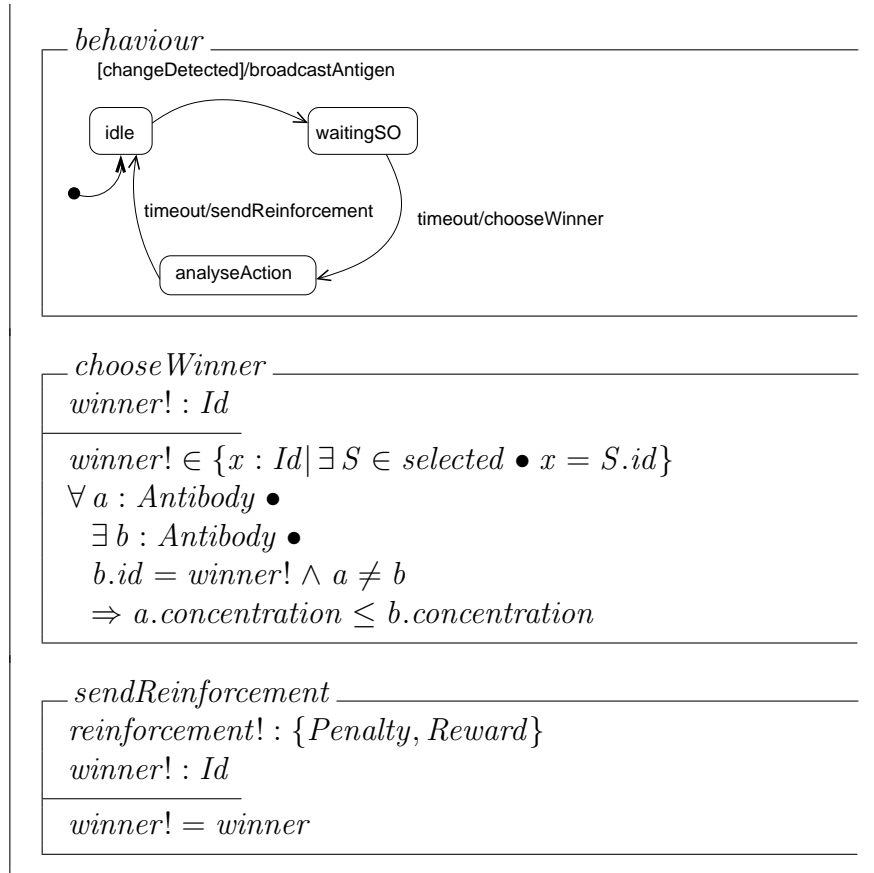 behaviour
[changeDetected]/broadcastAntigen
idle
waitingSO
timeout/sendReinforcement
timeout/chooseWinner
analyseAction
chooseWinner
winner! : Id
winner! ∈ {x : Id| ∃ S ∈ selected • x = S.id}
∀ a : Antibody •
∃ b : Antibody •
b.id = winner! ∧ a ≠ b
⇒ a.concentration ≤ b.concentration
sendReinforcement
reinforcement! : {Penalty, Reward}
winner! : Id
winner! = winner